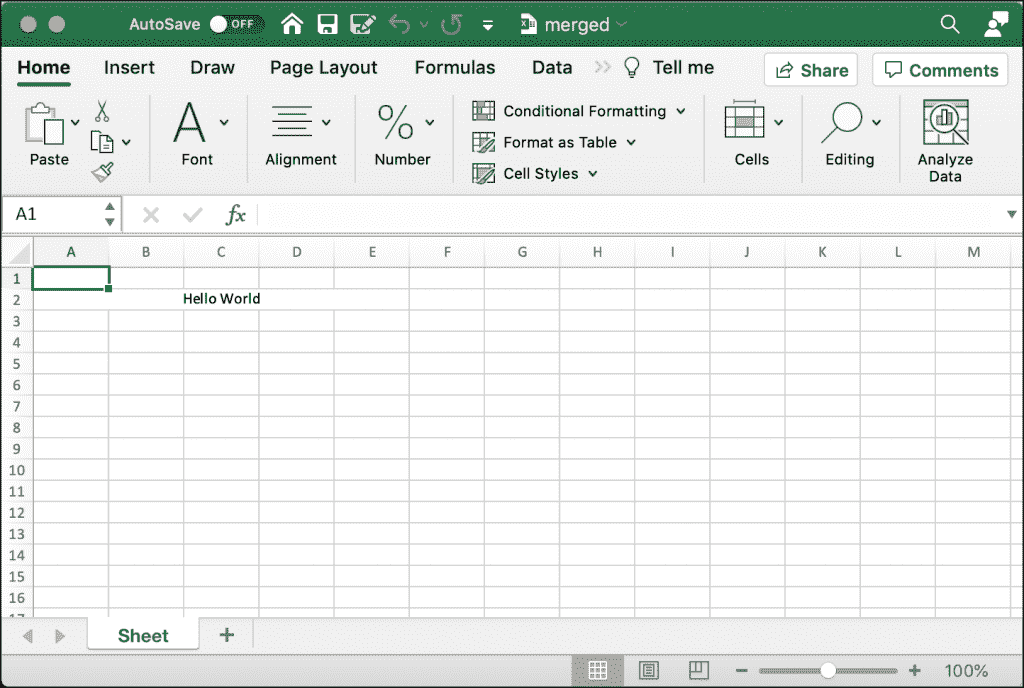 AutoSave OFF merged
Home Insert Draw Page Layout Formulas Data >> Tell me Share Comments
Paste Font Alignment % Number Conditional Formatting Format as Table Cell Styles Cells Editing Analyze Data
A1 fx
A B C D E F G H I J K L M
1
2 Hello World
3
4
5
6
7
8
9
10
11
12
13
14
15
16
17
Sheet +
100%